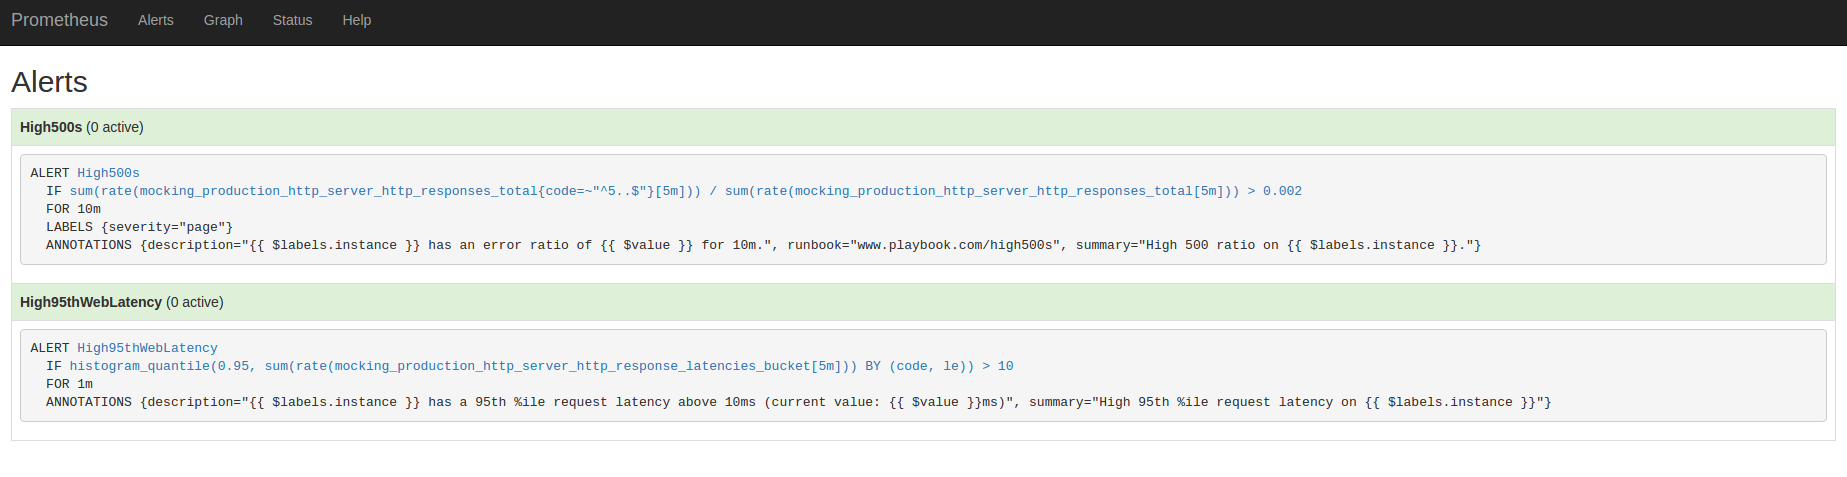 Prometheus Alerts Graph Status Help
Alerts
High500s (0 active)
ALERT High500s
IF sum(rate(mocking_production_http_server_http_responses_total{code=~"^5..$"}[5m])) / sum(rate(mocking_production_http_server_http_responses_total[5m])) > 0.002
FOR 10m
LABELS {severity="page"}
ANNOTATIONS {description="{{ $labels.instance }} has an error ratio of {{ $value }} for 10m.", runbook="www.playbook.com/high500s", summary="High 500 ratio on {{ $labels.instance }}."}
High95thWebLatency (0 active)
ALERT High95thWebLatency
IF histogram_quantile(0.95, sum(rate(mocking_production_http_server_http_response_latencies_bucket[5m])) BY (code, le)) > 10
FOR 1m
ANNOTATIONS {description="{{ $labels.instance }} has a 95th %ile request latency above 10ms (current value: {{ $value }}ms)", summary="High 95th %ile request latency on {{ $labels.instance }}"}